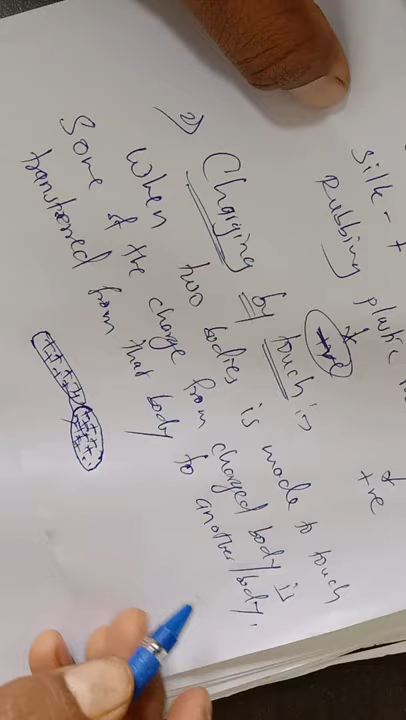 silk - +
Rubbing plastic
+ve
+ve
2) Charging by touch
When two bodies is made to touch
Some of the charge from charged body is
transferred from that body to another body.